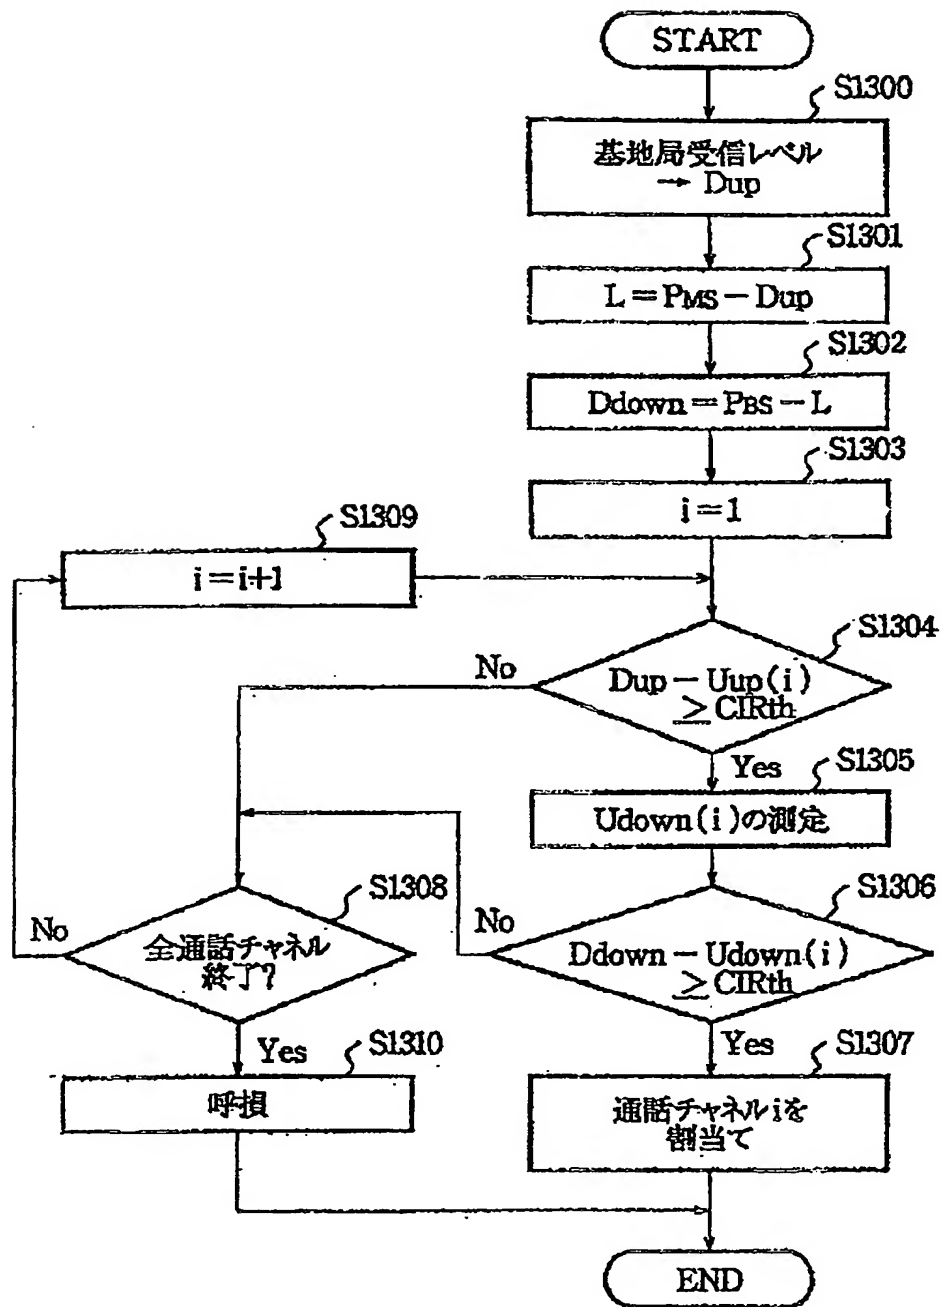 START
S1300
基地局受信レベル
→ Dup
S1301
L=PMS-Dup
S1302
Ddown=PBS-L
S1303
i=1
S1309
i=i+1
S1304
Dup-Uup(i)
≥CIRth
No
Yes
S1305
Udown(i)の測定
S1306
Ddown-Udown(i)
≥CIRth
No
Yes
S1308
全通話チャネル
終了?
No
Yes
S1310
呼損
S1307
通話チャネルiを
割当て
END